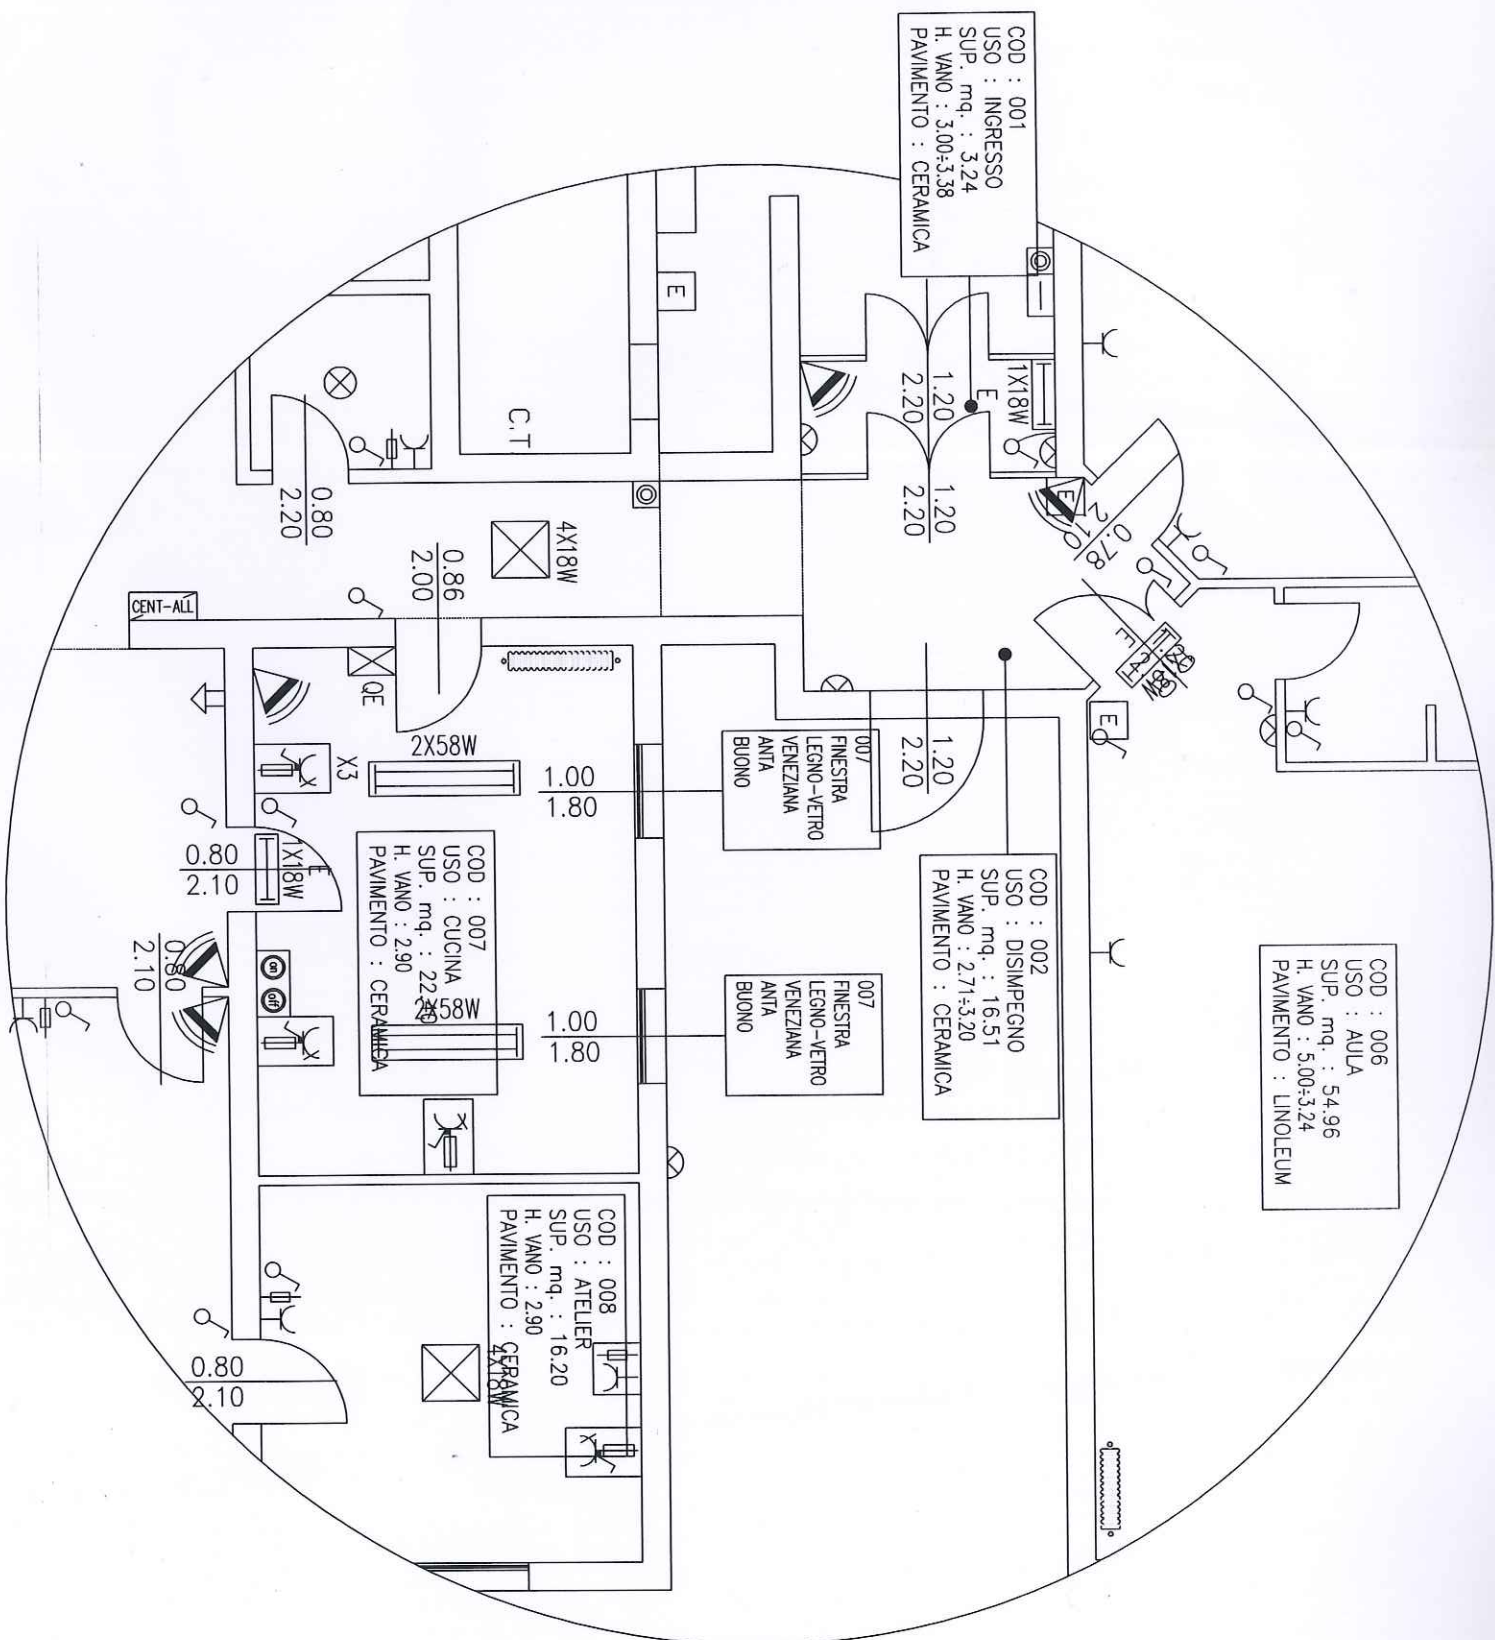 COD : 001
USO : INGRESSO
SUP. mq. : 3.24
H. VANO : 3.00÷3.38
PAVIMENTO : CERAMICA
E
1X18W
E
1.20
2.20
1.20
2.20
E
0.78
2.10
C.T.
4X18W
0.80
2.20
0.86
2.00
CENT-ALL
QE
X3
2X58W
1.00
1.80
007
FINESTRA
LEGNO-VETRO
VENEZIANA
ANTA
BUONO
1.20
2.20
E
E
COD : 002
USO : DISIMPEGNO
SUP. mq. : 16.51
H. VANO : 2.71÷3.20
PAVIMENTO : CERAMICA
COD : 006
USO : AULA
SUP. mq. : 54.96
H. VANO : 5.00÷3.24
PAVIMENTO : LINOLEUM
0.80
2.10
1X18W
E
COD : 007
USO : CUCINA
SUP. mq. :
H. VANO : 2.90
PAVIMENTO : CERAMICA
2X58W
1.00
1.80
007
FINESTRA
LEGNO-VETRO
VENEZIANA
ANTA
BUONO
0.80
2.10
on
off
COD : 008
USO : ATELIER
SUP. mq. : 16.20
H. VANO : 2.90
PAVIMENTO : CERAMICA
4X18W
0.80
2.10